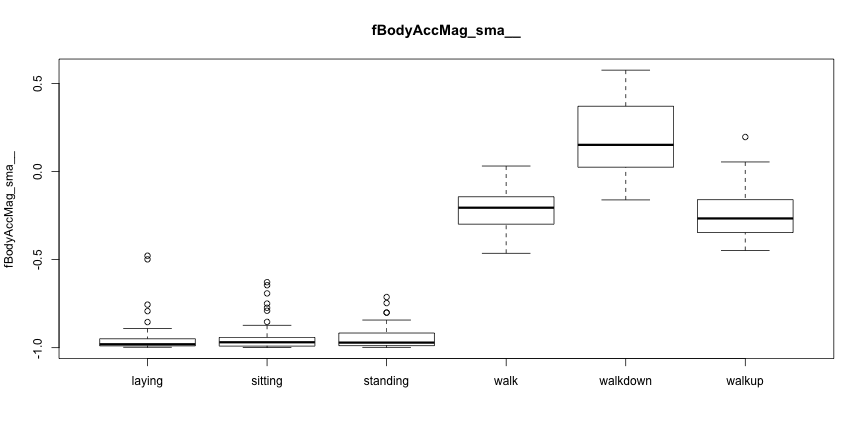 fBodyAccMag_sma__
fBodyAccMag_sma__
0.5
0.0
-0.5
-1.0
laying sitting standing walk walkdown walkup